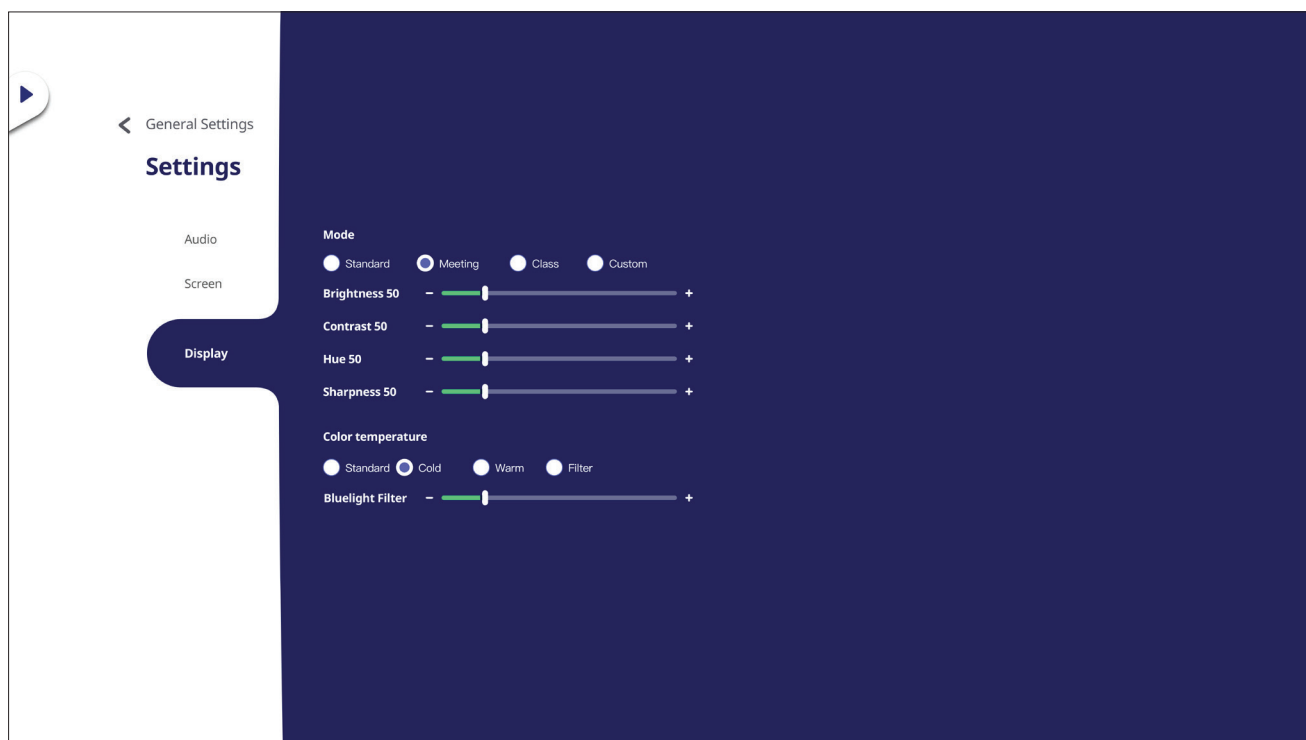 General Settings
Settings
Audio
Screen
Display
Mode
Standard Meeting Class Custom
Brightness 50 - +
Contrast 50 - +
Hue 50 - +
Sharpness 50 - +
Color temperature
Standard Cold Warm Filter
Bluelight Filter - +